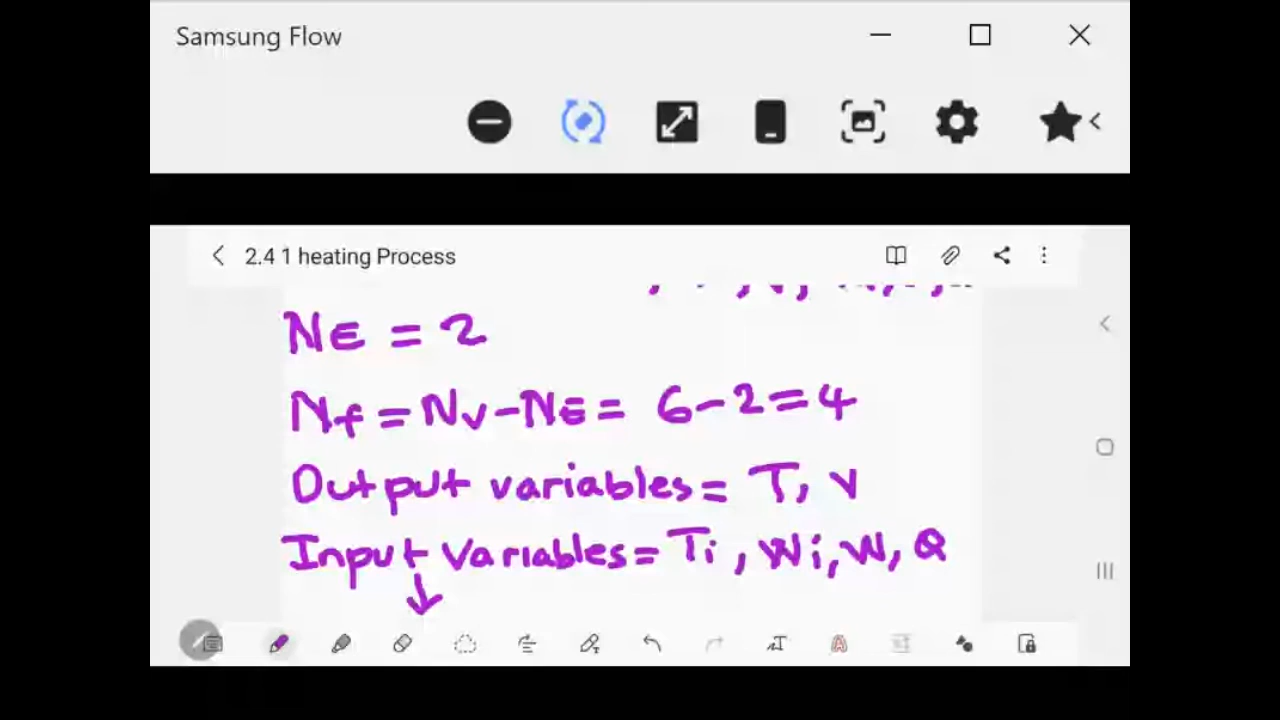 Samsung Flow
2.4 1 heating Process
NE = 2
Nf = Nv-NE = 6-2=4
Output variables = T, v
Input variables = Ti, Wi, W, Q